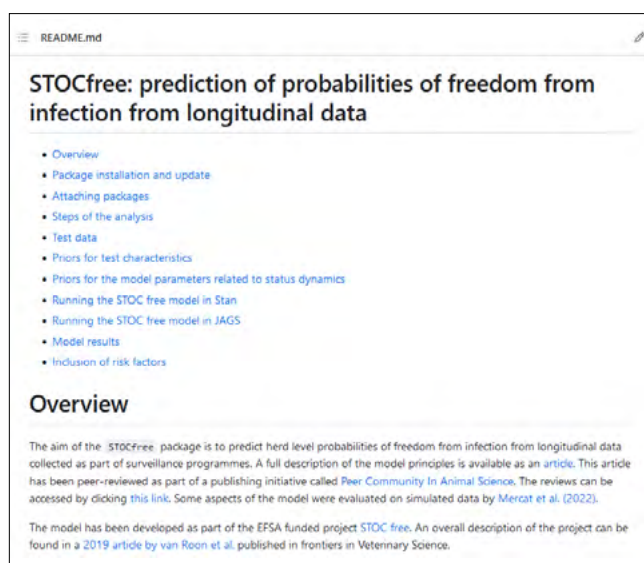 README.md
STOCfree: prediction of probabilities of freedom from
infection from longitudinal data
Overview
Package installation and update
Attaching packages
Steps of the analysis
Test data
Priors for test characteristics
Priors for the model parameters related to status dynamics
Running the STOC free model in Stan
Running the STOC free model in JAGS
Model results
Inclusion of risk factors
Overview
The aim of the STOCfree package is to predict herd level probabilities of freedom from infection from longitudinal data
collected as part of surveillance programmes. A full description of the model principles is available as an article. This article
has been peer-reviewed as part of a publishing initiative called Peer Community In Animal Science. The reviews can be
accessed by clicking this link. Some aspects of the model were evaluated on simulated data by Mercat et al. (2022).
The model has been developed as part of the EFSA funded project STOC free. An overall description of the project can be
found in a 2019 article by van Roon et al. published in frontiers in Veterinary Science.